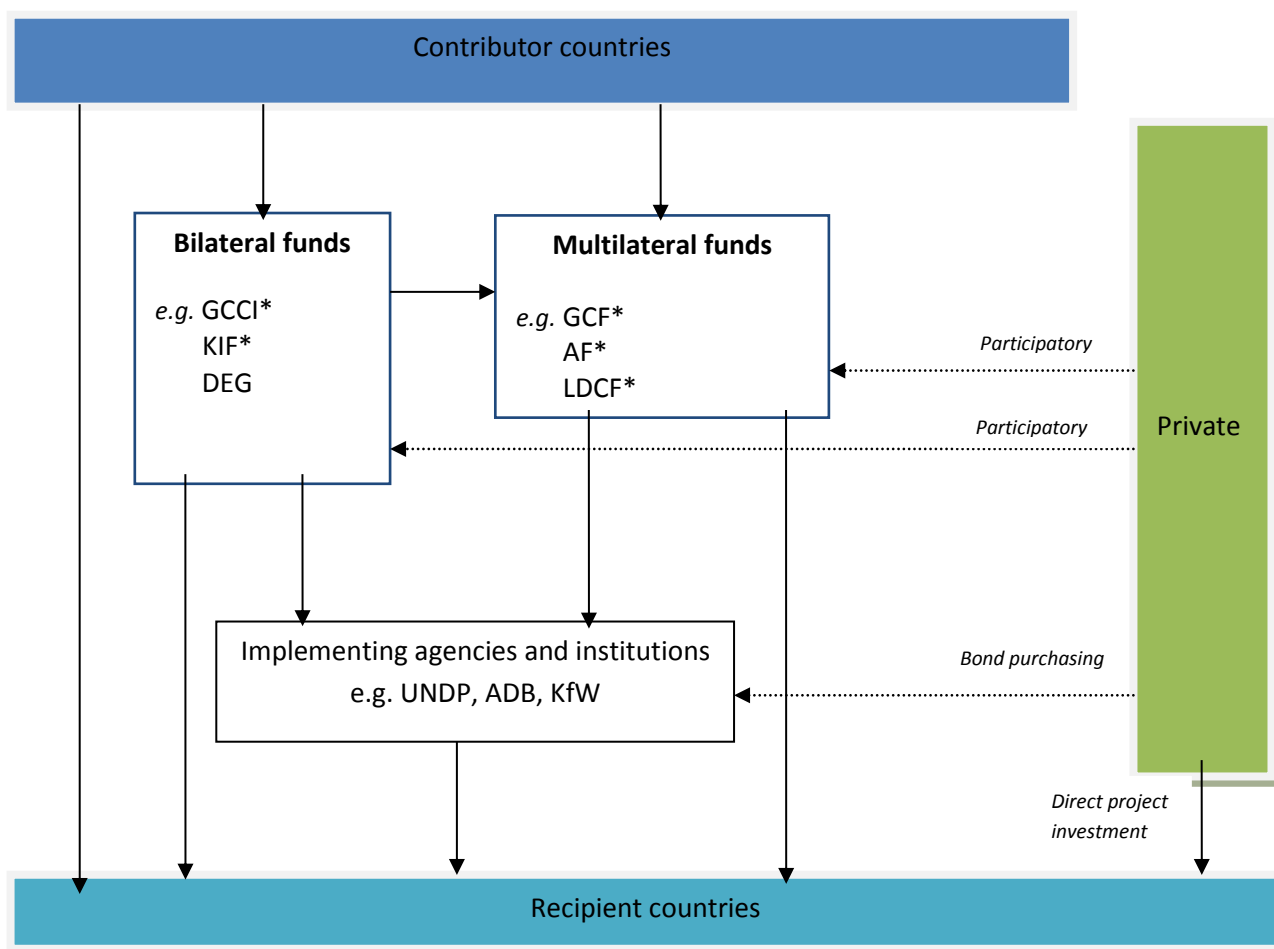 Contributor countries
Bilateral funds
e.g. GCCI*
KIF*
DEG
Multilateral funds
e.g. GCF*
AF*
LDCF*
Participatory
Participatory
Private
Implementing agencies and institutions
e.g. UNDP, ADB, KfW
Bond purchasing
Direct project
investment
Recipient countries